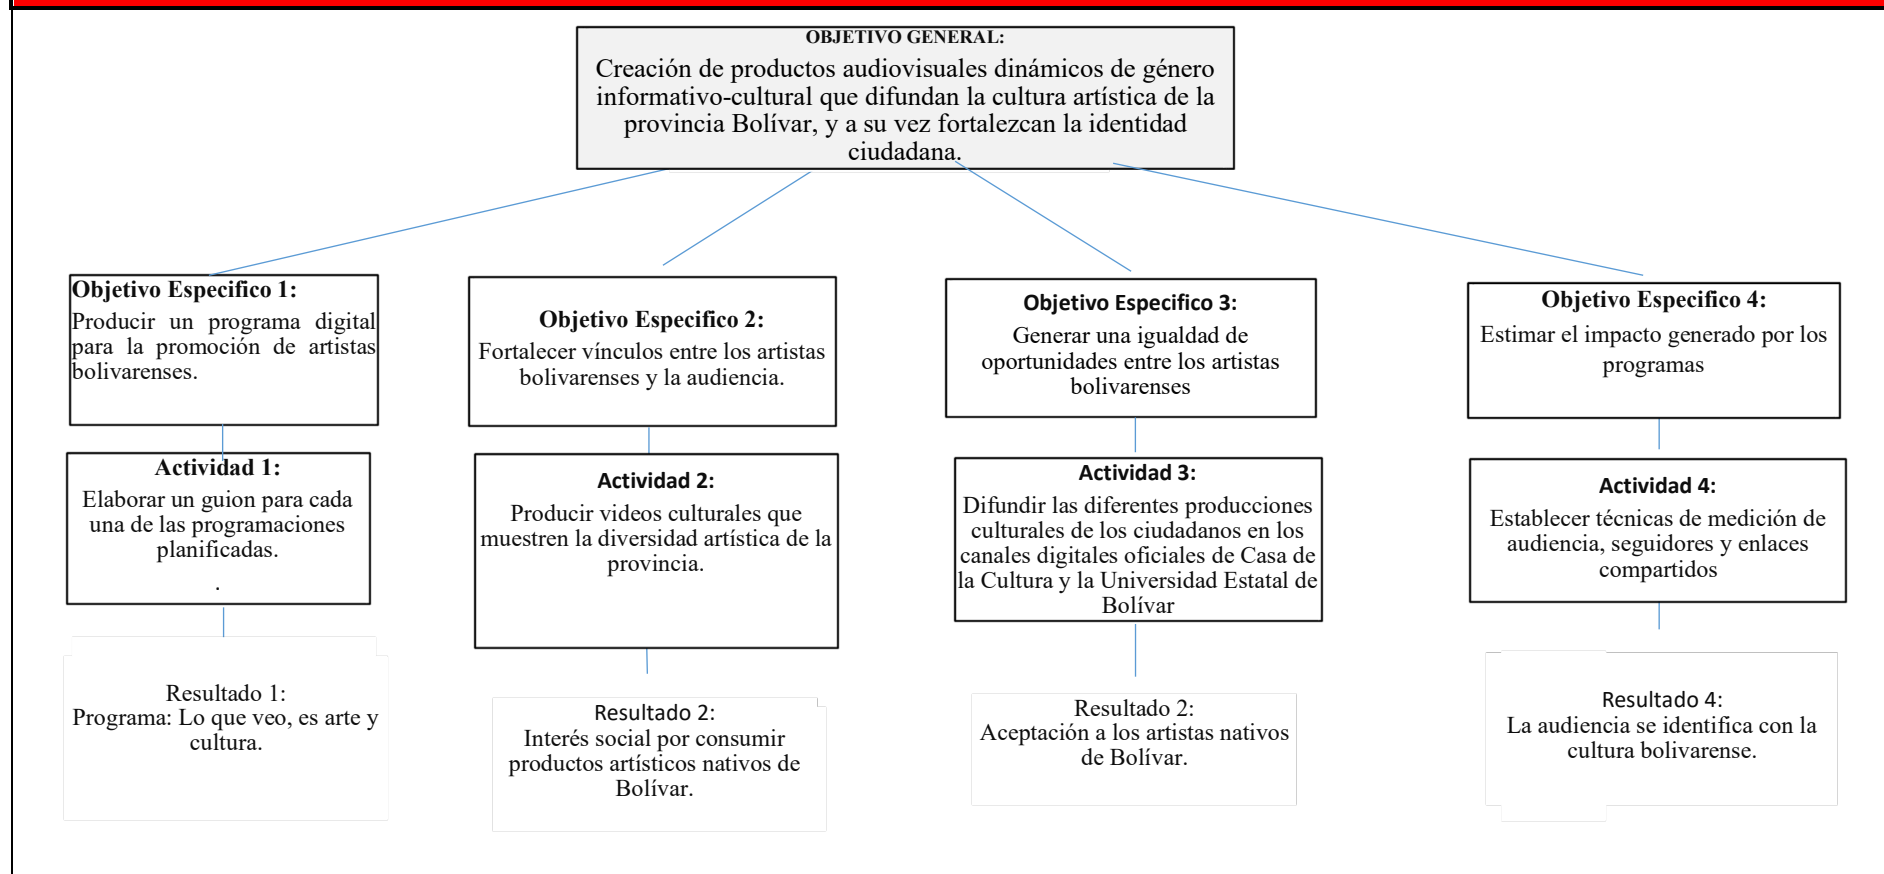 OBJETIVO GENERAL:
Creación de productos audiovisuales dinámicos de género
informativo-cultural que difundan la cultura artística de la
provincia Bolívar, y a su vez fortalezcan la identidad
ciudadana.
Objetivo Especifico 1:
Producir un programa digital
para la promoción de artistas
bolivarenses.
Objetivo Especifico 2:
Fortalecer vínculos entre los artistas
bolivarenses y la audiencia.
Objetivo Especifico 3:
Generar una igualdad de
oportunidades entre los artistas
bolivarenses
Objetivo Especifico 4:
Estimar el impacto generado por los
programas
Actividad 1:
Elaborar un guion para cada
una de las programaciones
planificadas.
.
Actividad 2:
Producir videos culturales que
muestren la diversidad artística de la
provincia.
Actividad 3:
Difundir las diferentes producciones
culturales de los ciudadanos en los
canales digitales oficiales de Casa de
la Cultura y la Universidad Estatal de
Bolívar
Actividad 4:
Establecer técnicas de medición de
audiencia, seguidores y enlaces
compartidos
Resultado 1:
Programa: Lo que veo, es arte y
cultura.
Resultado 2:
Interés social por consumir
productos artísticos nativos de
Bolívar.
Resultado 2:
Aceptación a los artistas nativos
de Bolívar.
Resultado 4:
La audiencia se identifica con la
cultura bolivarense.